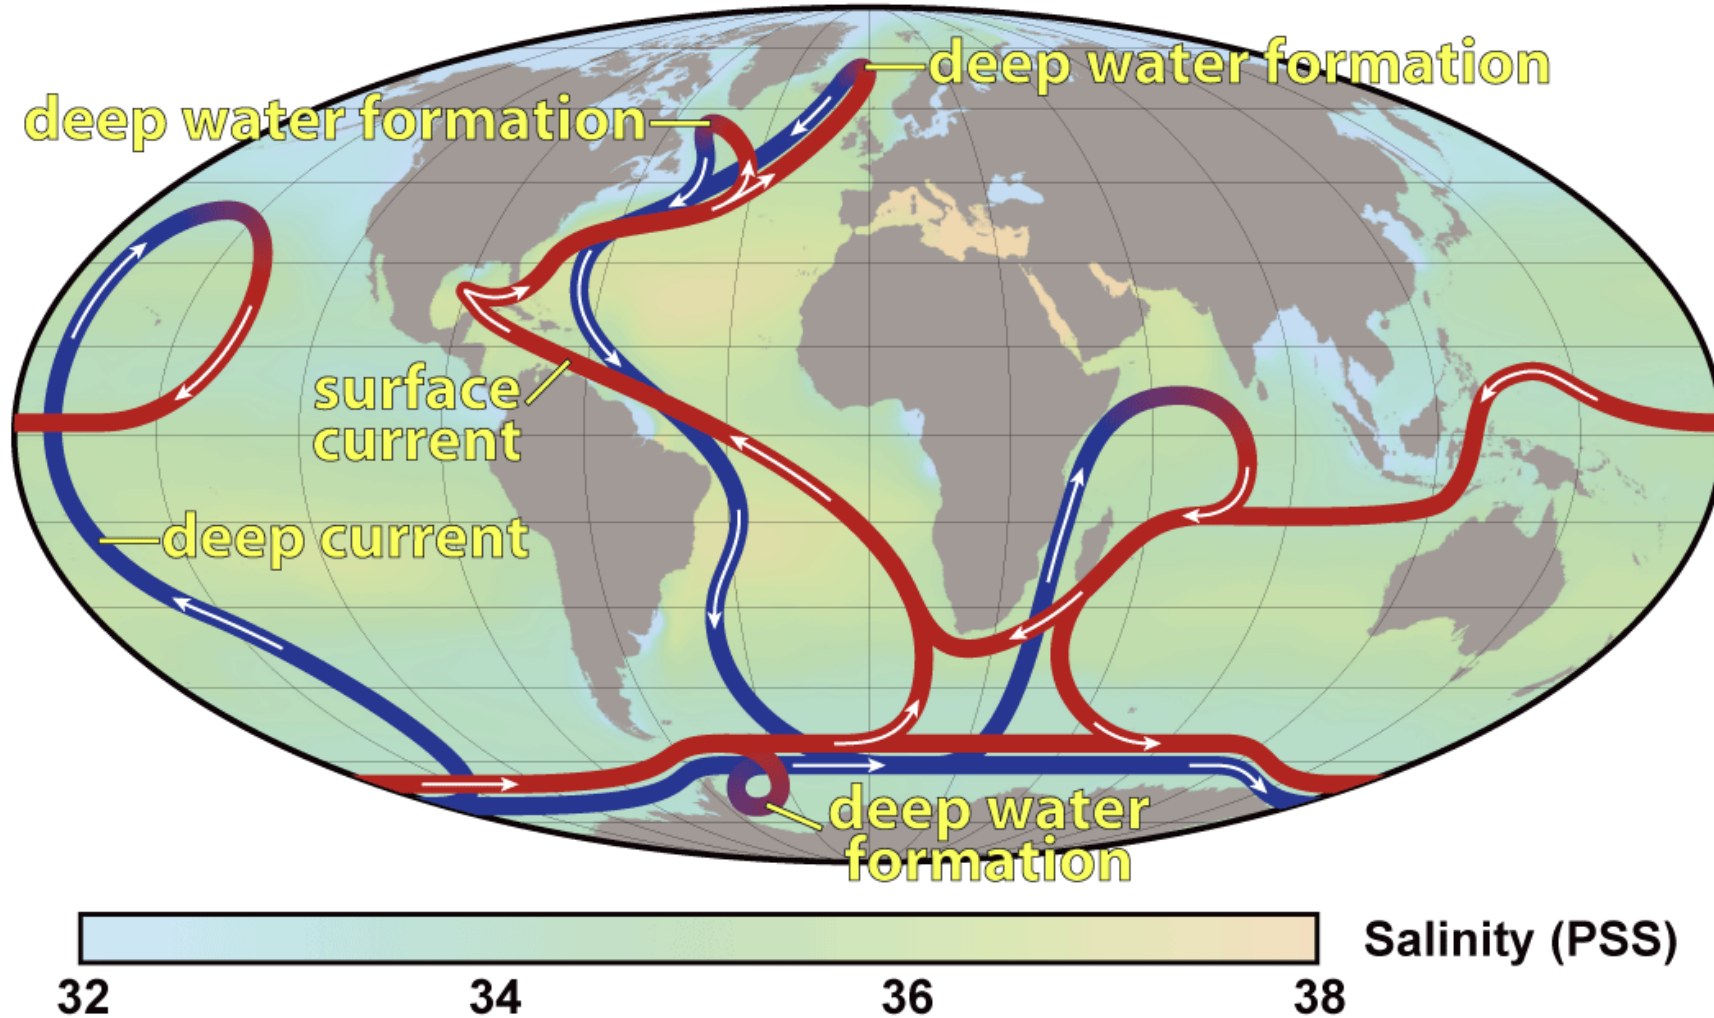 deep water formation
deep water formation
surface
current
deep current
deep water
formation
Salinity (PSS)
32 34 36 38